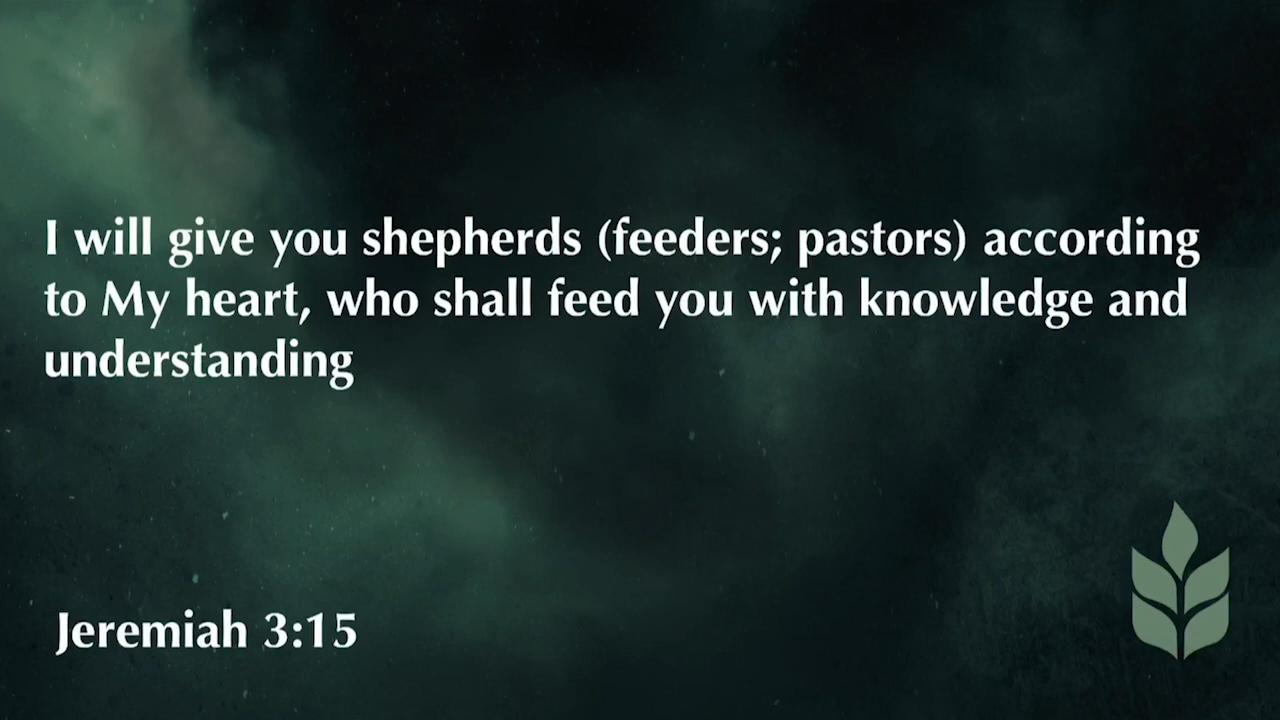 I will give you shepherds (feeders; pastors) according
to My heart, who shall feed you with knowledge and
understanding
Jeremiah 3:15